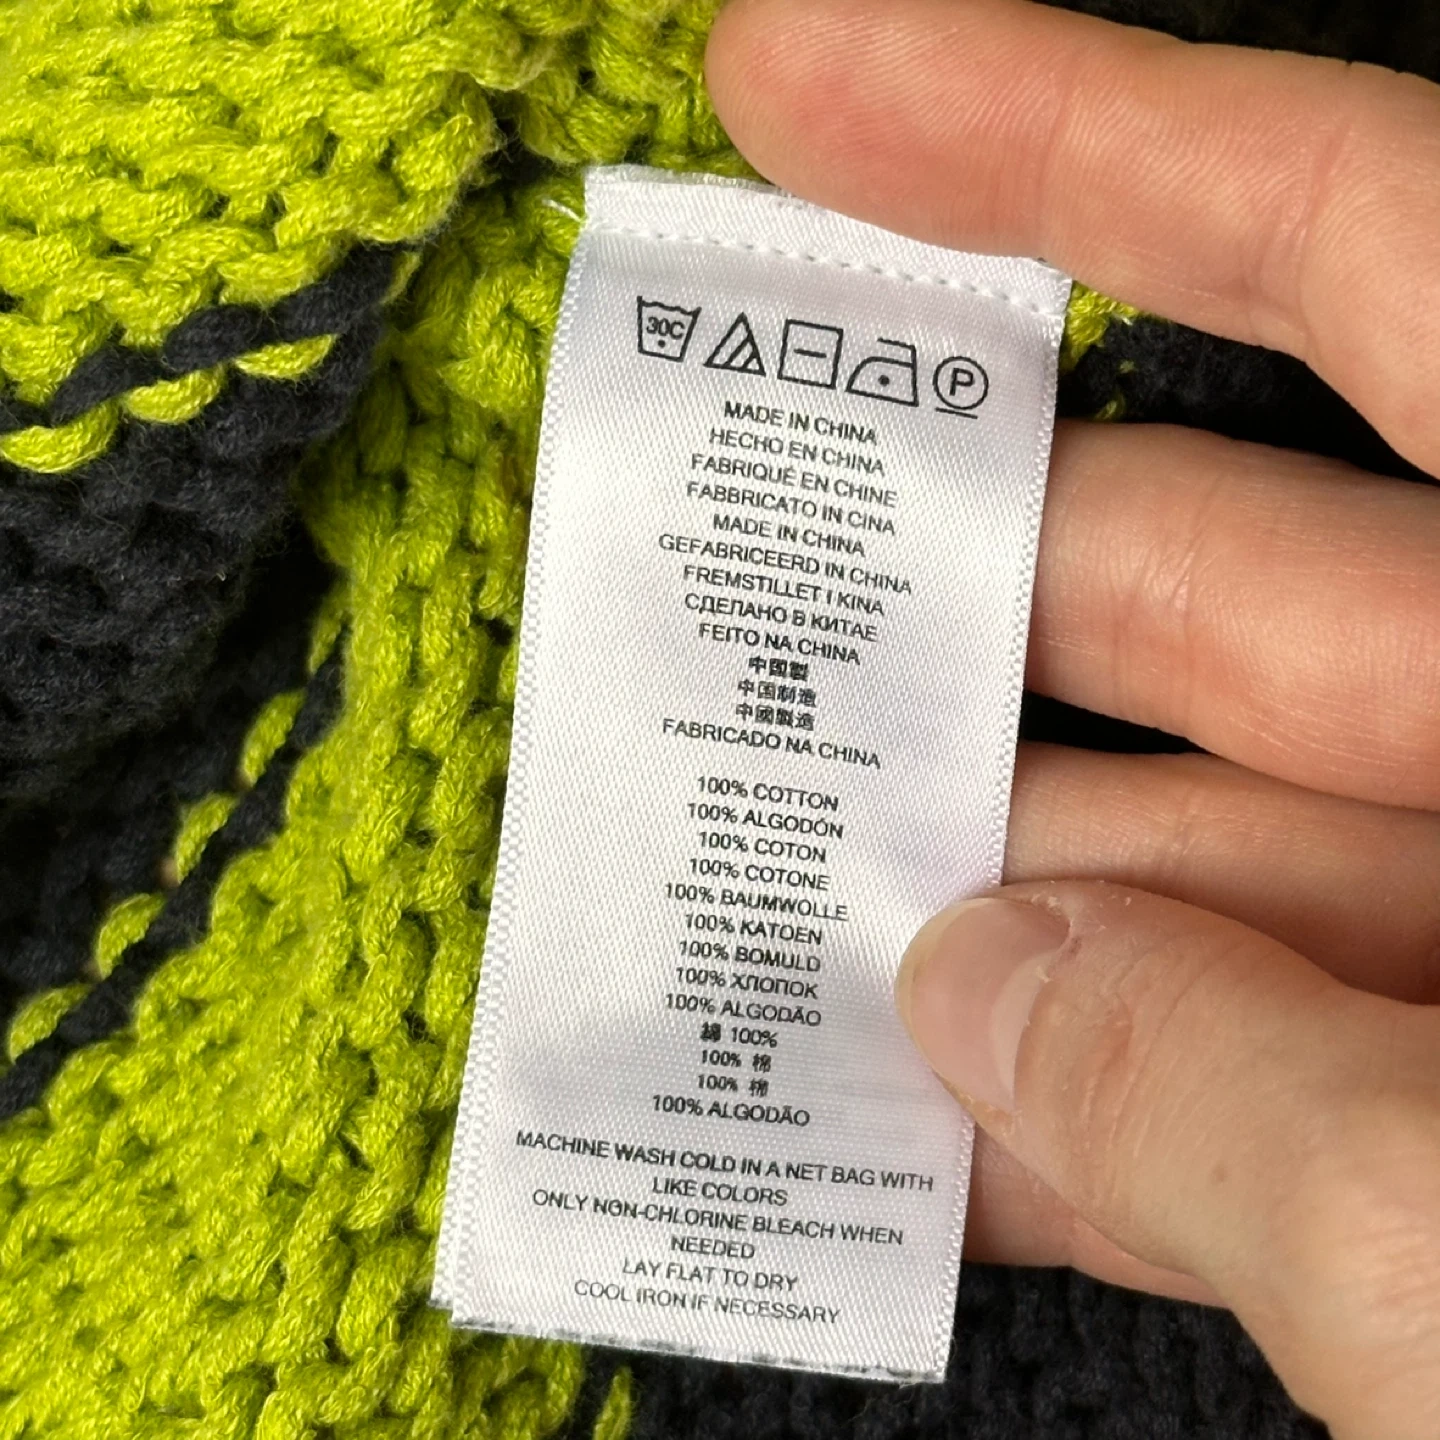 30C
P
MADE IN CHINA
HECHO EN CHINA
FABRIQUÉ EN CHINE
FABBRICATO IN CINA
MADE IN CHINA
GEFABRICEERD IN CHINA
FREMSTILLET I KINA
СДЕЛАНО В КИТАЕ
FEITO NA CHINA
中国製
中国制造
中國製造
FABRICADO NA CHINA
100% COTTON
100% ALGODÓN
100% COTON
100% COTONE
100% BAUMWOLLE
100% KATOEN
100% BOMULD
100% ХЛОПОК
100% ALGODÃO
綿 100%
100% 棉
100% 棉
100% ALGODÃO
MACHINE WASH COLD IN A NET BAG WITH
LIKE COLORS
ONLY NON-CHLORINE BLEACH WHEN
NEEDED
LAY FLAT TO DRY
COOL IRON IF NECESSARY